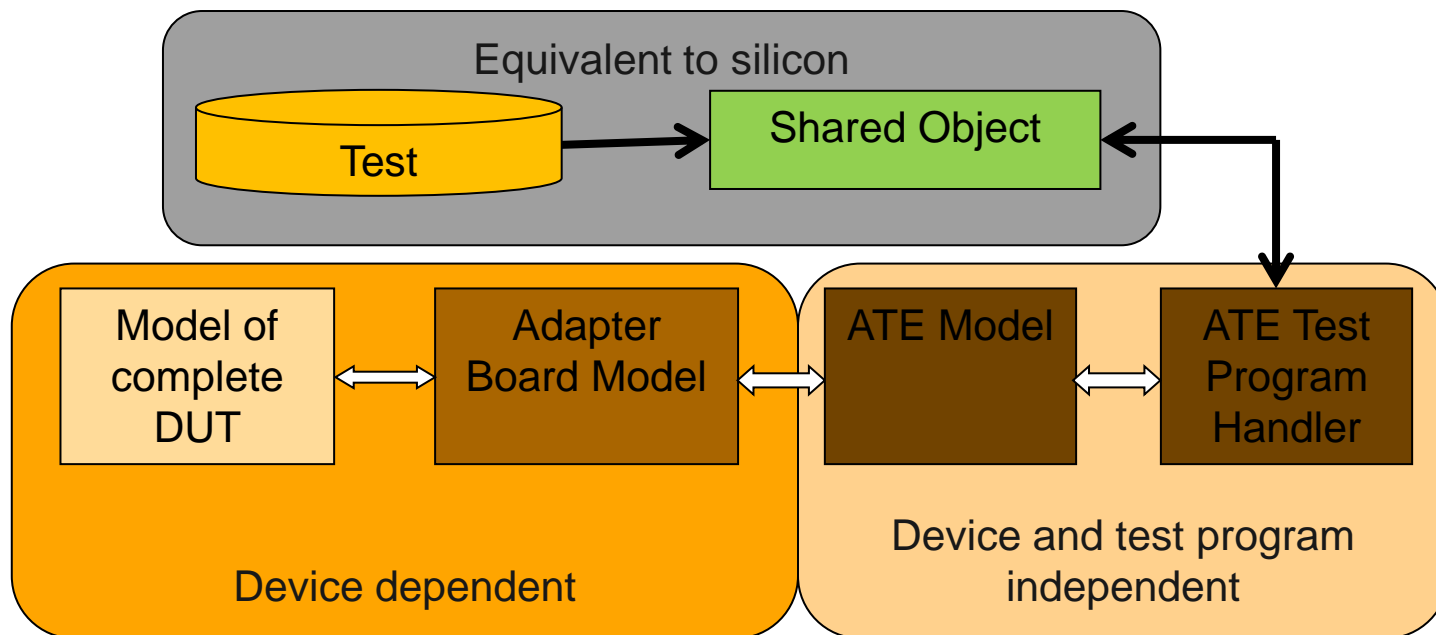 Equivalent to silicon
Test
Shared Object
Model of
complete
DUT
Adapter
Board Model
ATE Model
ATE Test
Program
Handler
Device dependent
Device and test program
independent